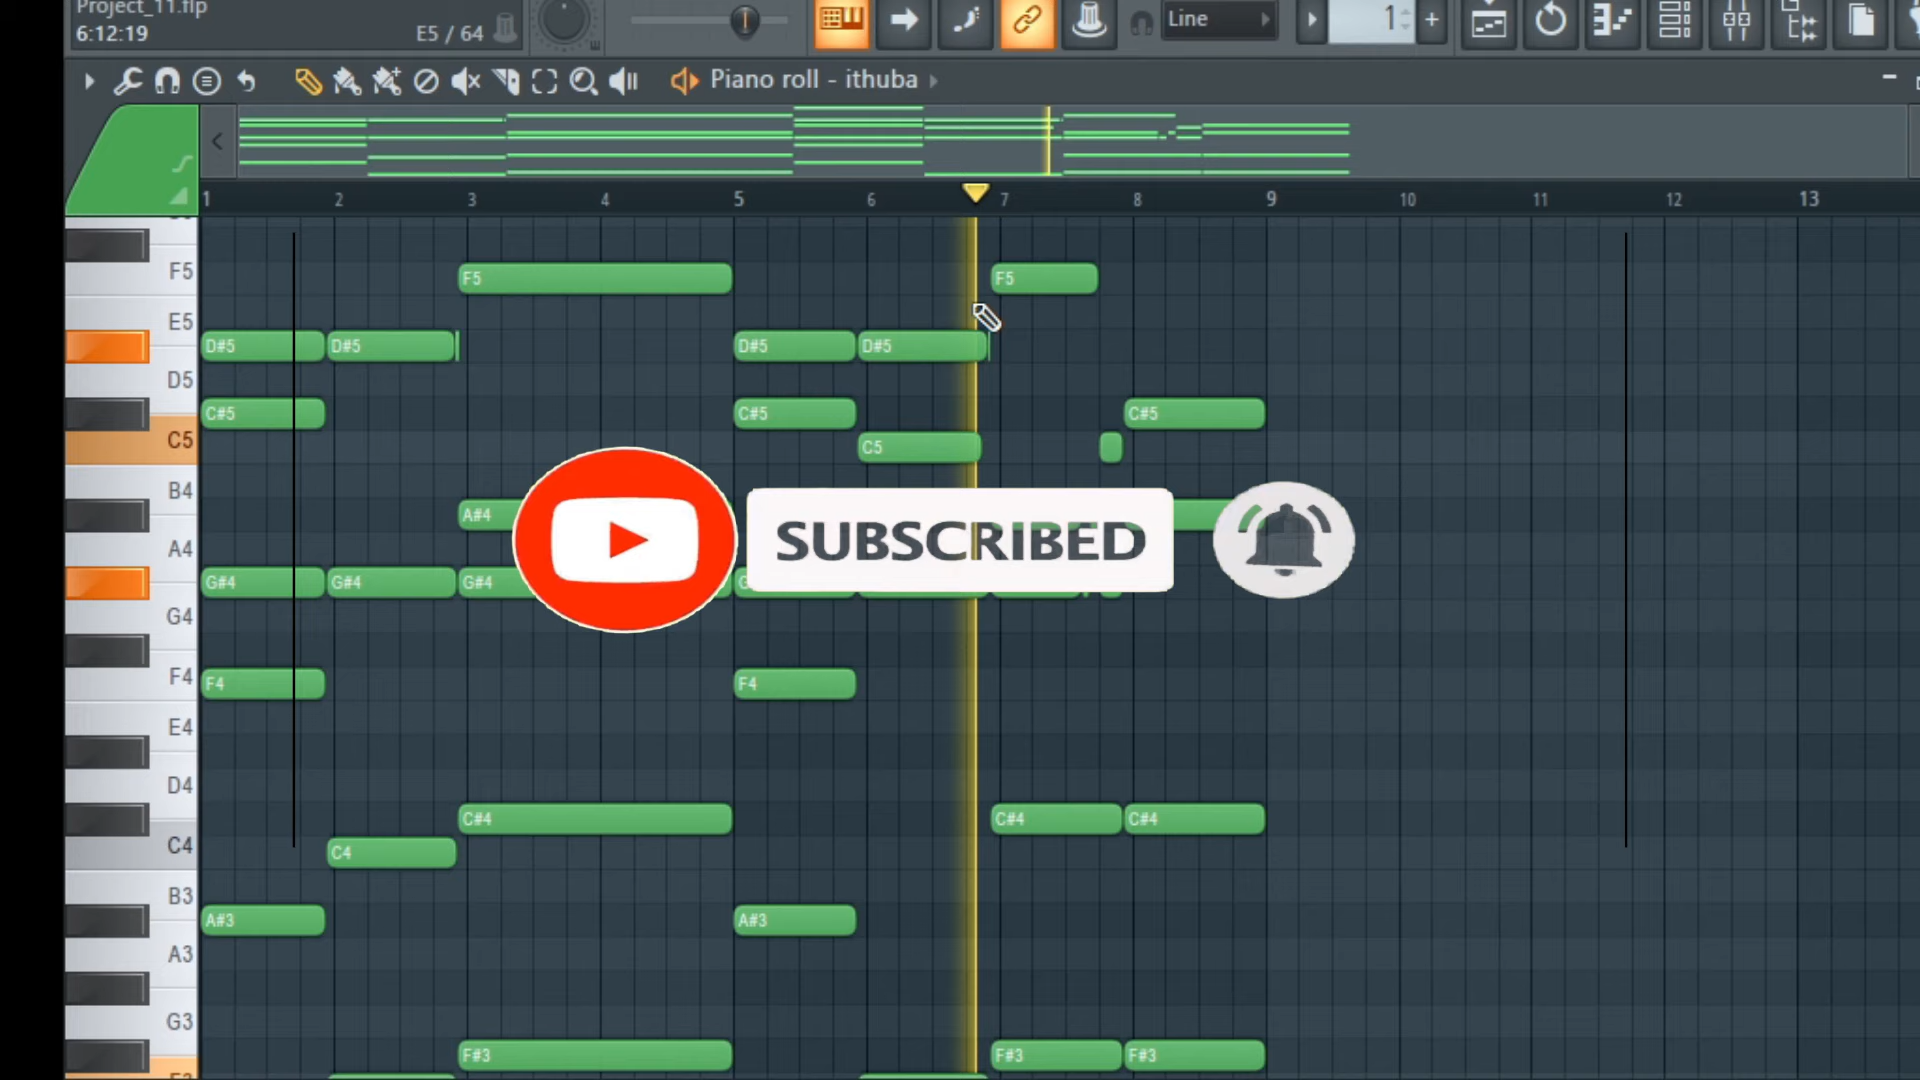 Project_11.flp
6:12:19 E5 / 64
Line 1
Piano roll - ithuba
1 2 3 4 5 6 7 8 9 10 11 12 13
F5 F5 F5
E5
D#5 D#5 D#5 D#5
D5
C#5 C#5 C#5
C5 C5
B4
A#4
A4
SUBSCRIBED
G#4 G#4 G#4
G4
F4 F4 F4
E4
D4
C#4 C#4 C#4
C4 C4
B3
A#3 A#3
A3
G3
F#3 F#3 F#3